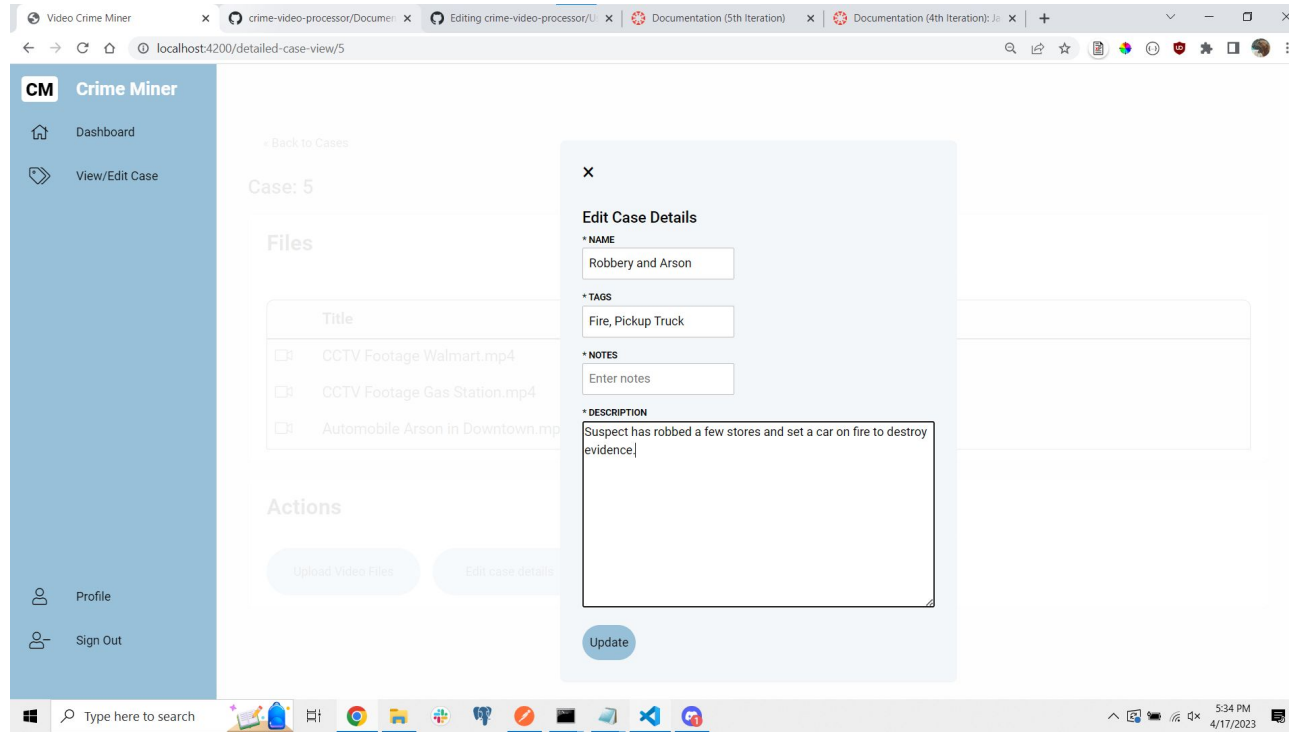 Video Crime Miner
crime-video-processor/Documen
Editing crime-video-processor/U
Documentation (5th Iteration)
Documentation (4th Iteration): Ja
localhost:4200/detailed-case-view/5
CM Crime Miner
Dashboard
View/Edit Case
Profile
Sign Out
« Back to Cases
Case: 5
Files
Title
CCTV Footage Walmart.mp4
CCTV Footage Gas Station.mp4
Automobile Arson in Downtown.mp
Actions
Upload Video Files
Edit case details
×
Edit Case Details
* NAME
Robbery and Arson
* TAGS
Fire, Pickup Truck
* NOTES
Enter notes
* DESCRIPTION
Suspect has robbed a few stores and set a car on fire to destroy
evidence.
Update
Type here to search
5:34 PM
4/17/2023